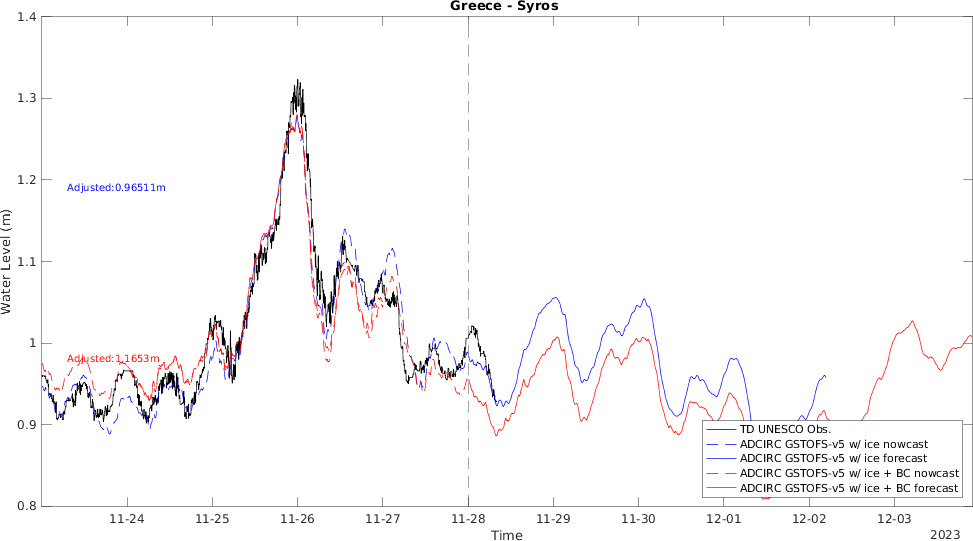 Greece - Syros
1.4
1.3
1.2
1.1
1
0.9
0.8
Water Level (m)
Adjusted:0.96511m
Adjusted:1.1653m
TD UNESCO Obs.
ADCIRC GSTOFS-v5 w/ ice nowcast
ADCIRC GSTOFS-v5 w/ ice forecast
ADCIRC GSTOFS-v5 w/ ice + BC nowcast
ADCIRC GSTOFS-v5 w/ ice + BC forecast
11-24 11-25 11-26 11-27 11-28 11-29 11-30 12-01 12-02 12-03
Time
2023